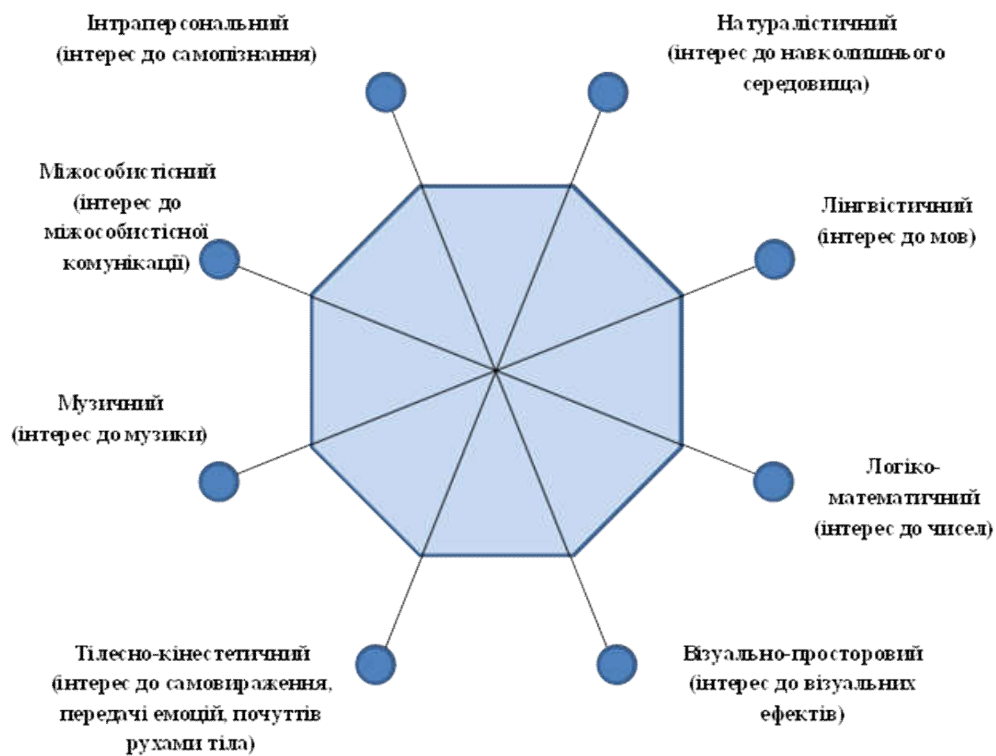 Інтраперсональний
(інтерес до самопізнання)
Натуралістичний
(інтерес до навколишнього
середовища)
Міжособистісний
(інтерес до
міжособистісної
комунікації)
Лінгвістичний
(інтерес до мов)
Музичний
(інтерес до музики)
Логіко-
математичний
(інтерес до чисел)
Тілесно-кінестетичний
(інтерес до самовираження,
передачі емоцій, почуттів
рухами тіла)
Візуально-просторовий
(інтерес до візуальних
ефектів)